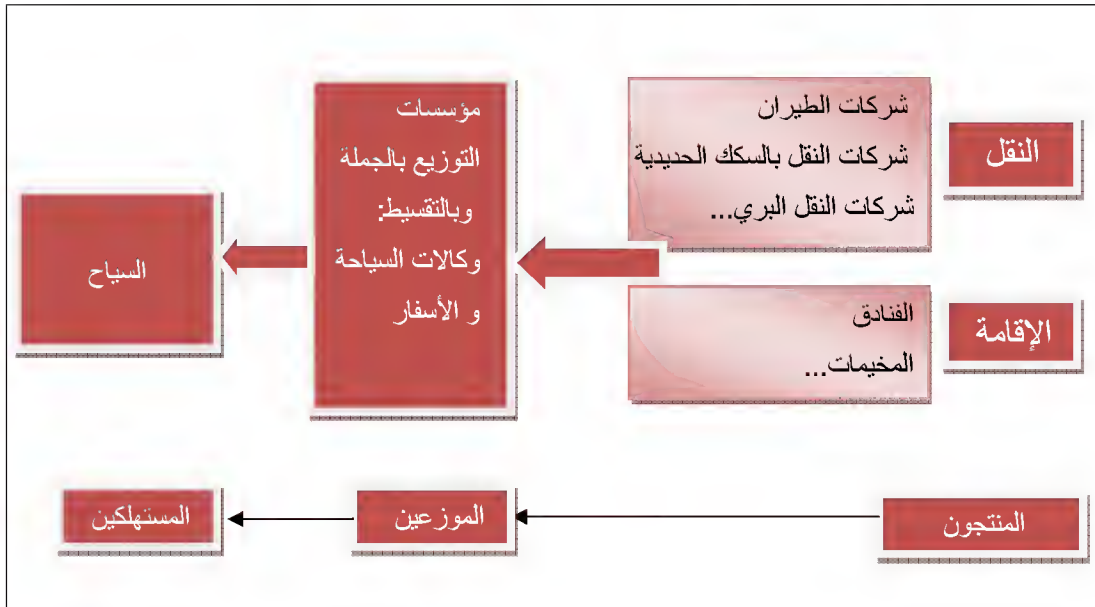 النقل
شركات الطيران
شركات النقل بالسكك الحديدية
شركات النقل البري...
الإقامة
الفنادق
المخيمات...
مؤسسات
التوزيع بالجملة
وبالتقسيط:
وكالات السياحة
و الأسفار
السياح
المنتجون
الموزعين
المستهلكين